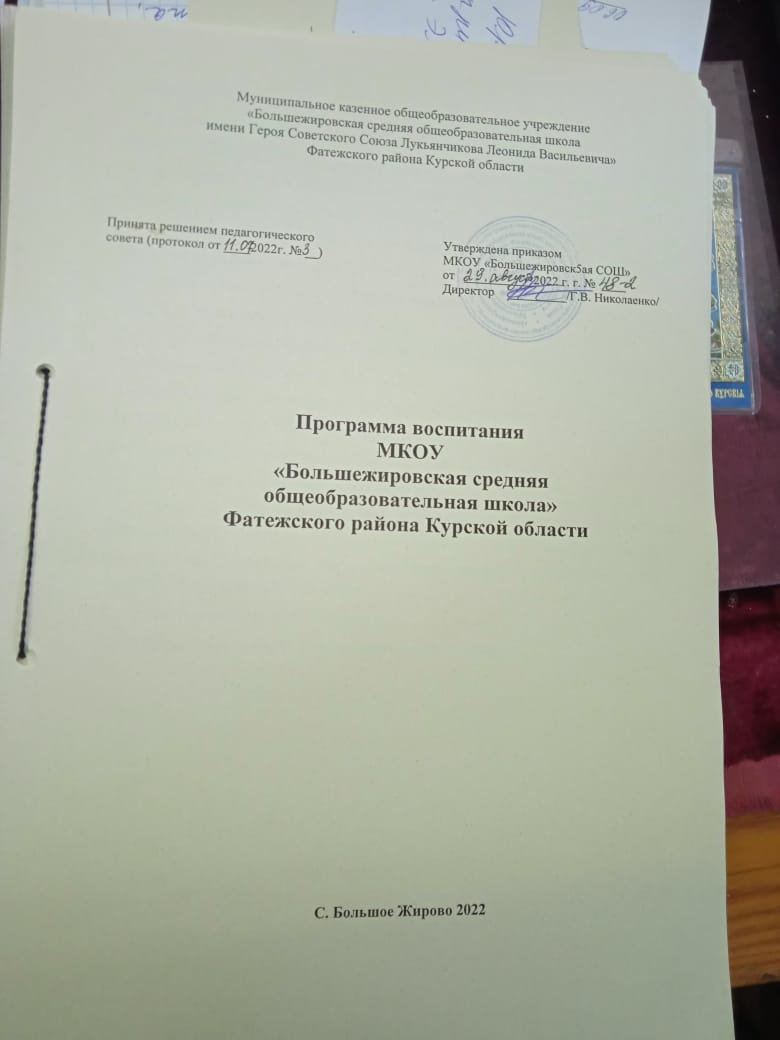 Муниципальное казенное общеобразовательное учреждение
«Большежировская средняя общеобразовательная школа
имени Героя Советского Союза Лукьянчикова Леонида Васильевича»
Фатежского района Курской области
Принята решением педагогического
совета (протокол от 11.07 2022г. №3)
Утверждена приказом
МКОУ «Большежировск5ая СОШ»
от 29.августа 2022 г. г. № 48-2
Директор /Г.В. Николаенко/
Программа воспитания
МКОУ
«Большежировская средняя
общеобразовательная школа»
Фатежского района Курской области
С. Большое Жирово 2022